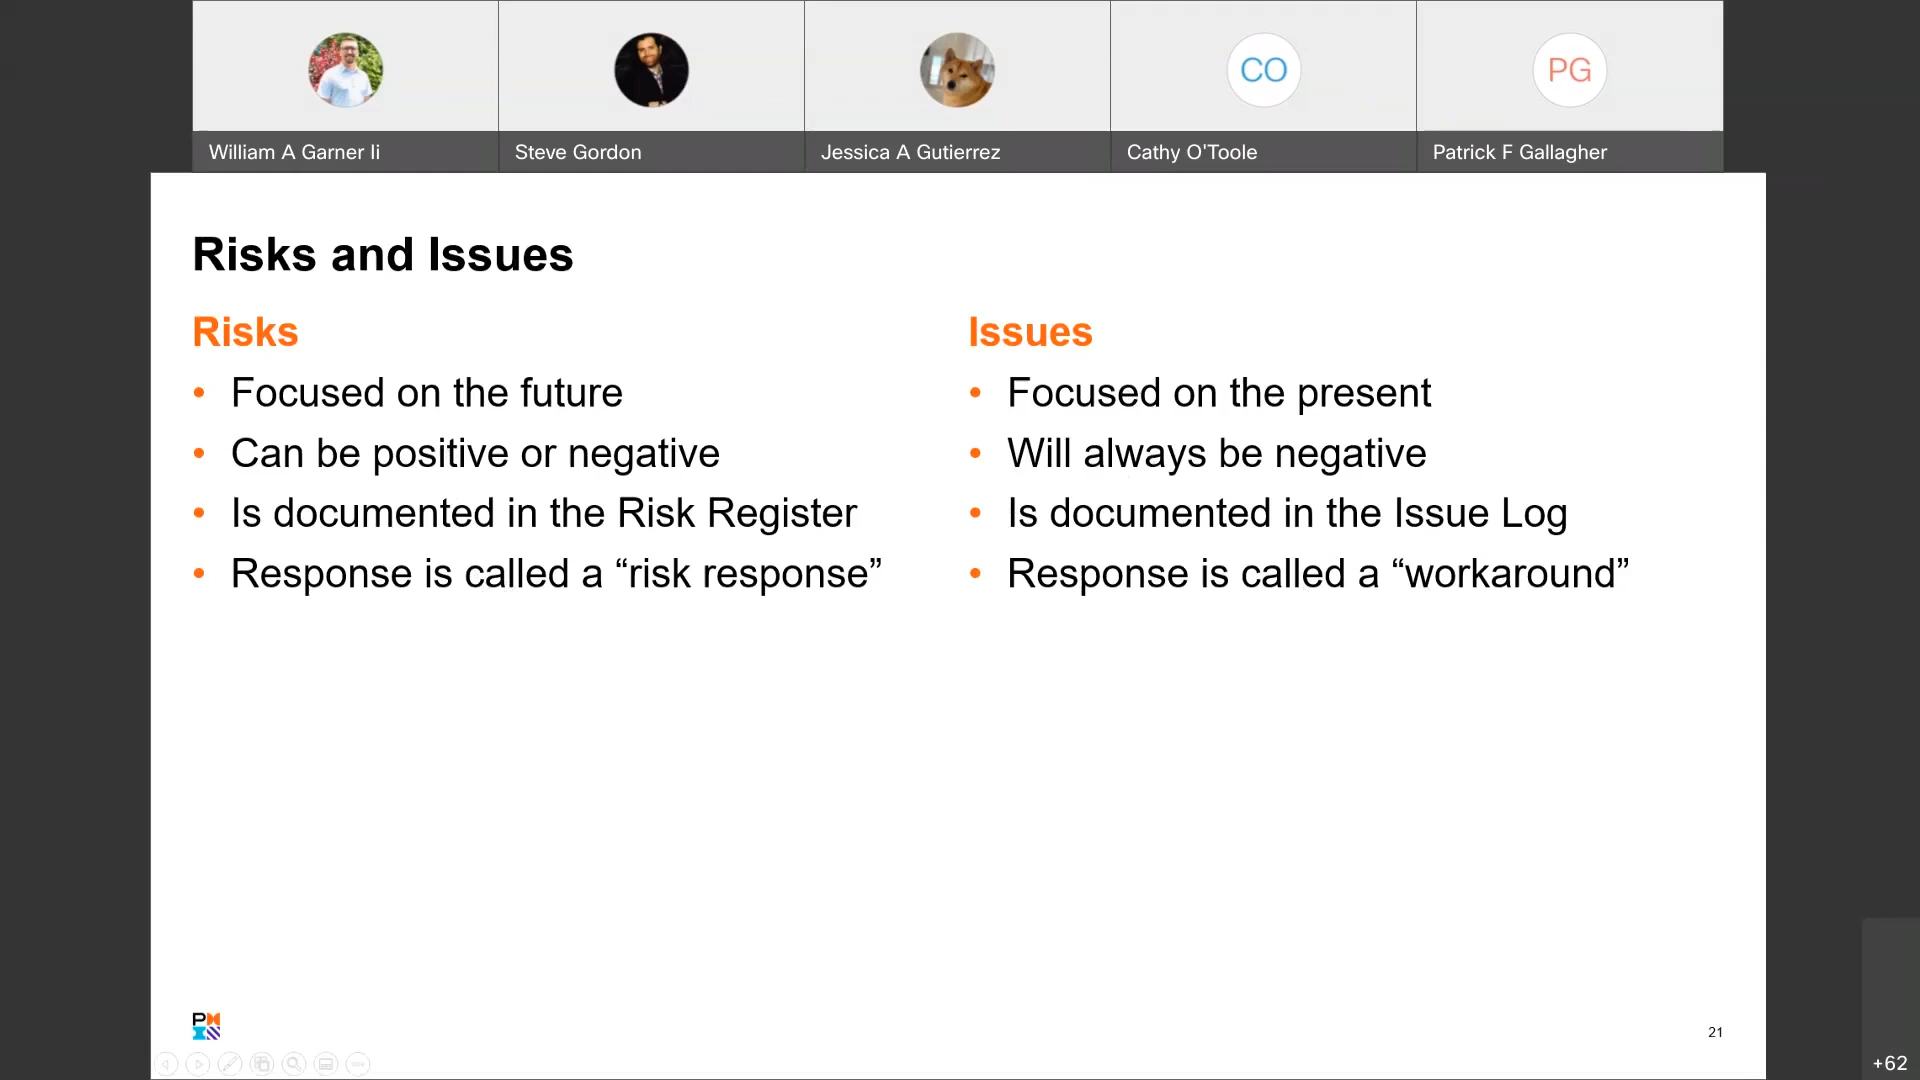 CO
PG
William A Garner Ii
Steve Gordon
Jessica A Gutierrez
Cathy O'Toole
Patrick F Gallagher
Risks and Issues
Risks
• Focused on the future
• Can be positive or negative
• Is documented in the Risk Register
• Response is called a “risk response”
Issues
• Focused on the present
• Will always be negative
• Is documented in the Issue Log
• Response is called a “workaround”
21
+62